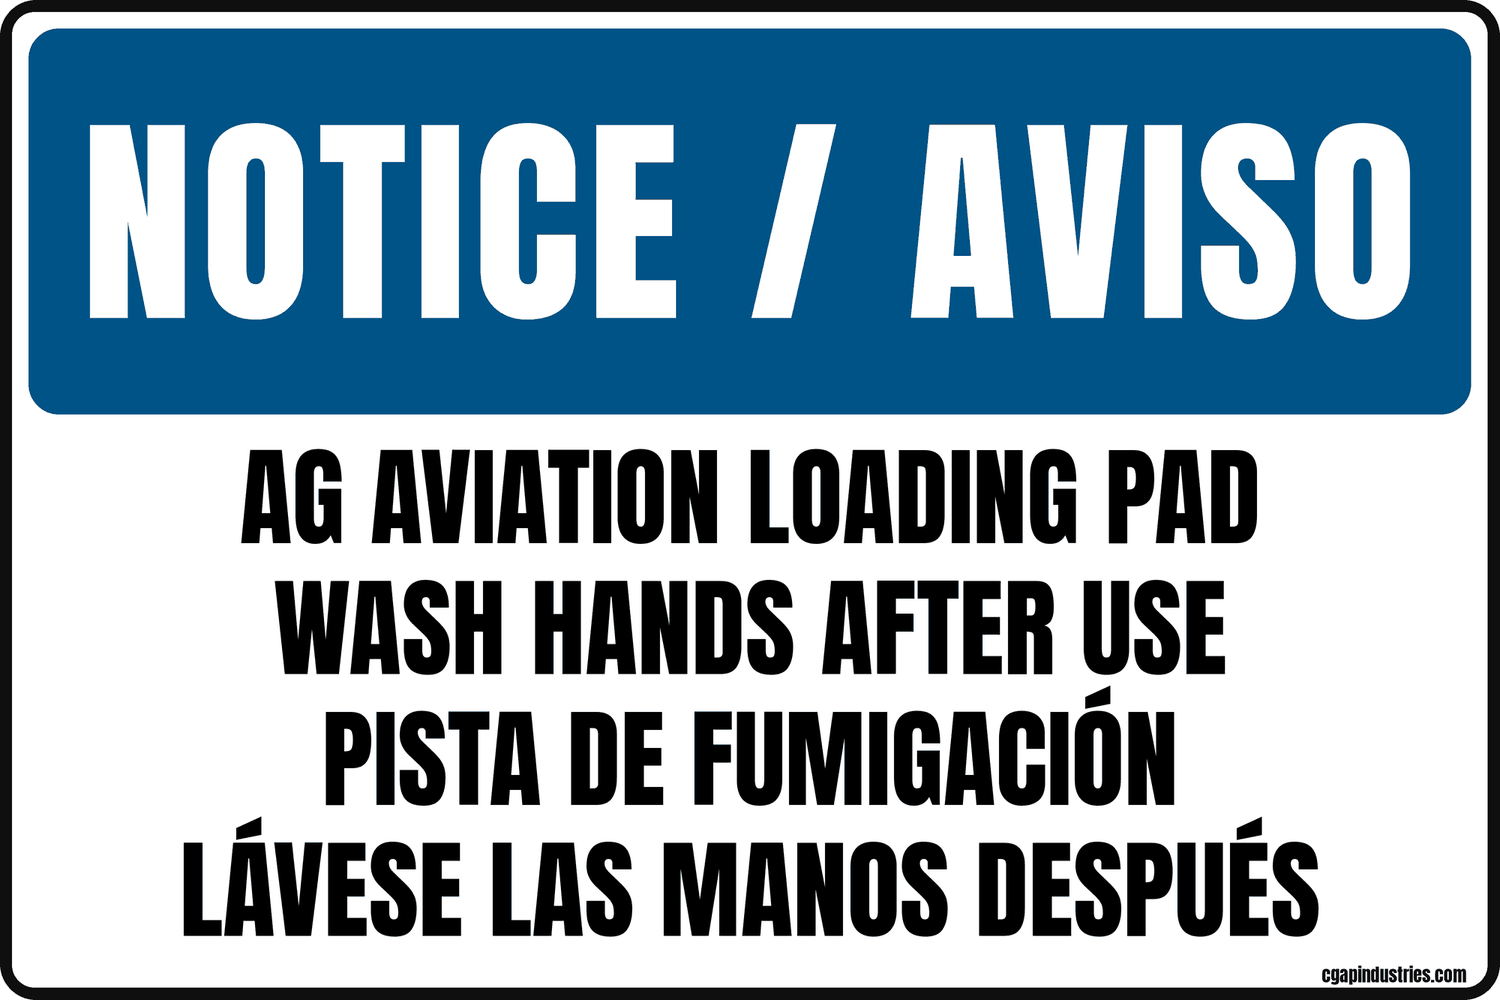 NOTICE / AVISO
AG AVIATION LOADING PAD
WASH HANDS AFTER USE
PISTA DE FUMIGACIÓN
LÁVESE LAS MANOS DESPUÉS
cgapindustries.com